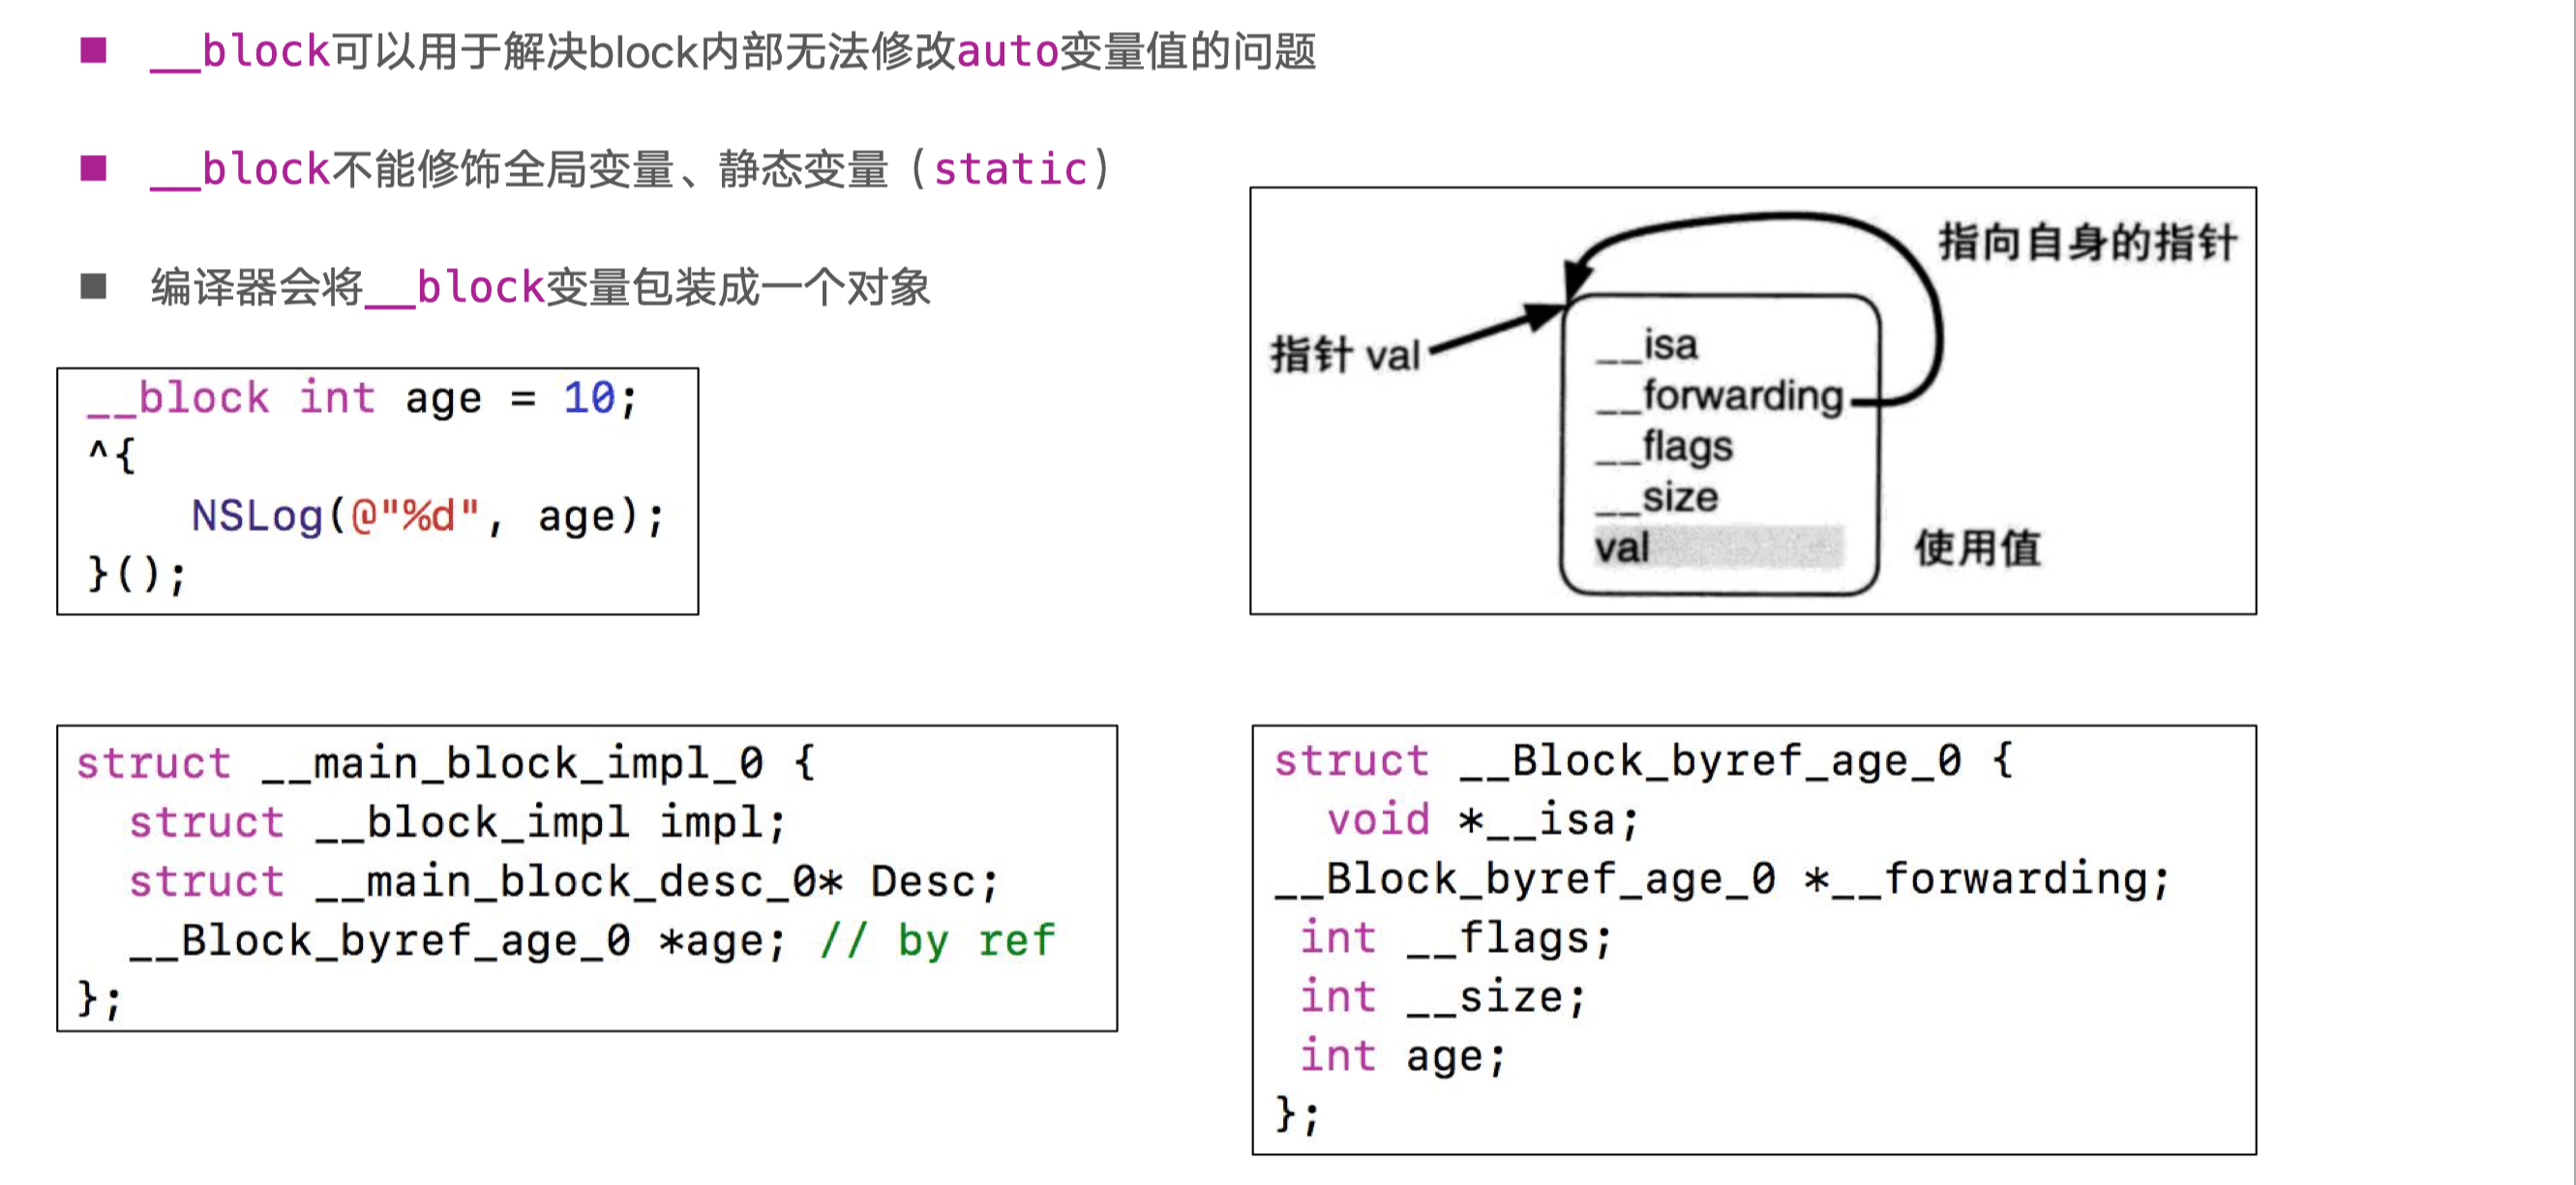 __block可以用于解决block内部无法修改auto变量值的问题
__block不能修饰全局变量、静态变量（static）
编译器会将__block变量包装成一个对象
__block int age = 10;
^{
    NSLog(@"%d", age);
}();
指向自身的指针
指针 val
__isa
__forwarding
__flags
__size
val
使用值
struct __main_block_impl_0 {
  struct __block_impl impl;
  struct __main_block_desc_0* Desc;
  __Block_byref_age_0 *age; // by ref
};
struct __Block_byref_age_0 {
  void *__isa;
__Block_byref_age_0 *__forwarding;
 int __flags;
 int __size;
 int age;
};